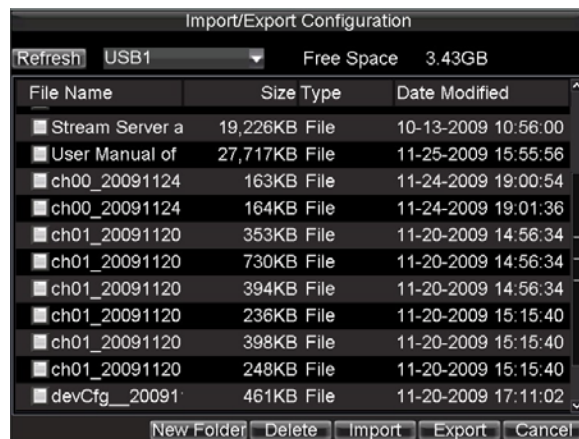 Import/Export Configuration
Refresh USB1 Free Space 3.43GB
File Name Size Type Date Modified
Stream Server a 19,226KB File 10-13-2009 10:56:00
User Manual of 27,717KB File 11-25-2009 15:55:56
ch00_20091124 163KB File 11-24-2009 19:00:54
ch00_20091124 164KB File 11-24-2009 19:01:36
ch01_20091120 353KB File 11-20-2009 14:56:34
ch01_20091120 730KB File 11-20-2009 14:56:34
ch01_20091120 394KB File 11-20-2009 14:56:34
ch01_20091120 236KB File 11-20-2009 15:15:40
ch01_20091120 398KB File 11-20-2009 15:15:40
ch01_20091120 248KB File 11-20-2009 15:15:40
devCfg__20091 461KB File 11-20-2009 17:11:02
New Folder Delete Import Export Cancel